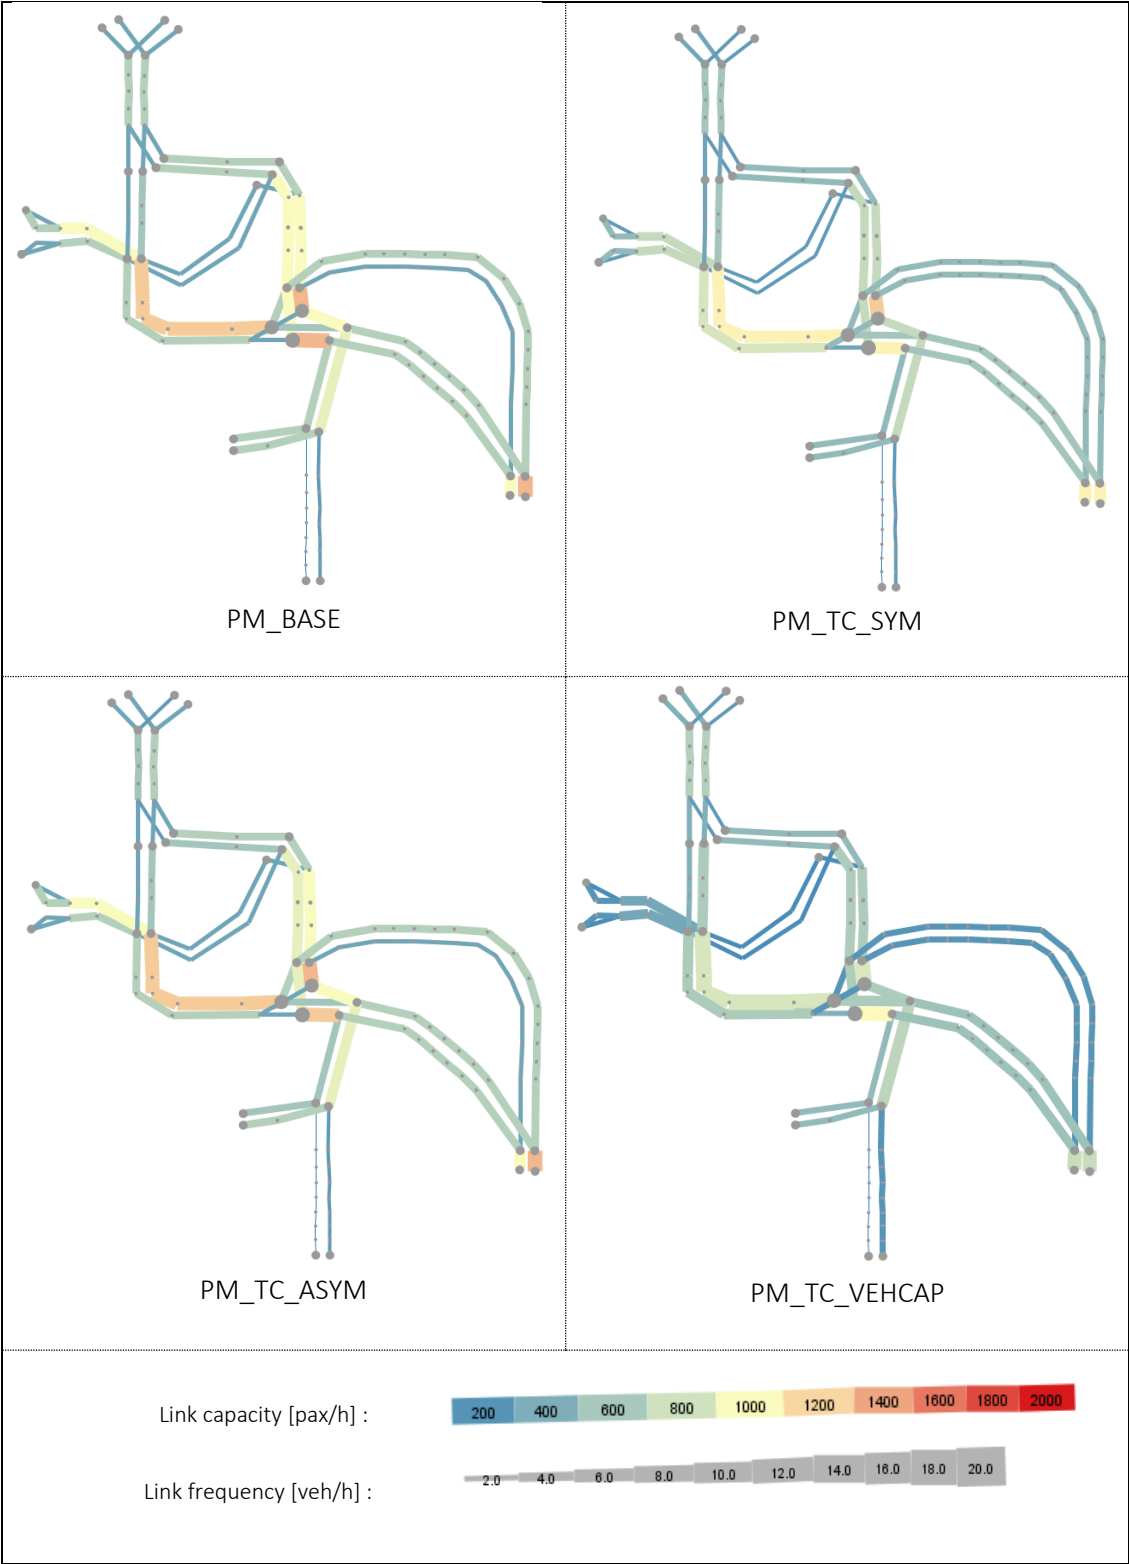 PM_BASE
PM_TC_SYM
PM_TC_ASYM
PM_TC_VEHCAP
Link capacity [pax/h] :
200 400 600 800 1000 1200 1400 1600 1800 2000
Link frequency [veh/h] :
2.0 4.0 6.0 8.0 10.0 12.0 14.0 16.0 18.0 20.0